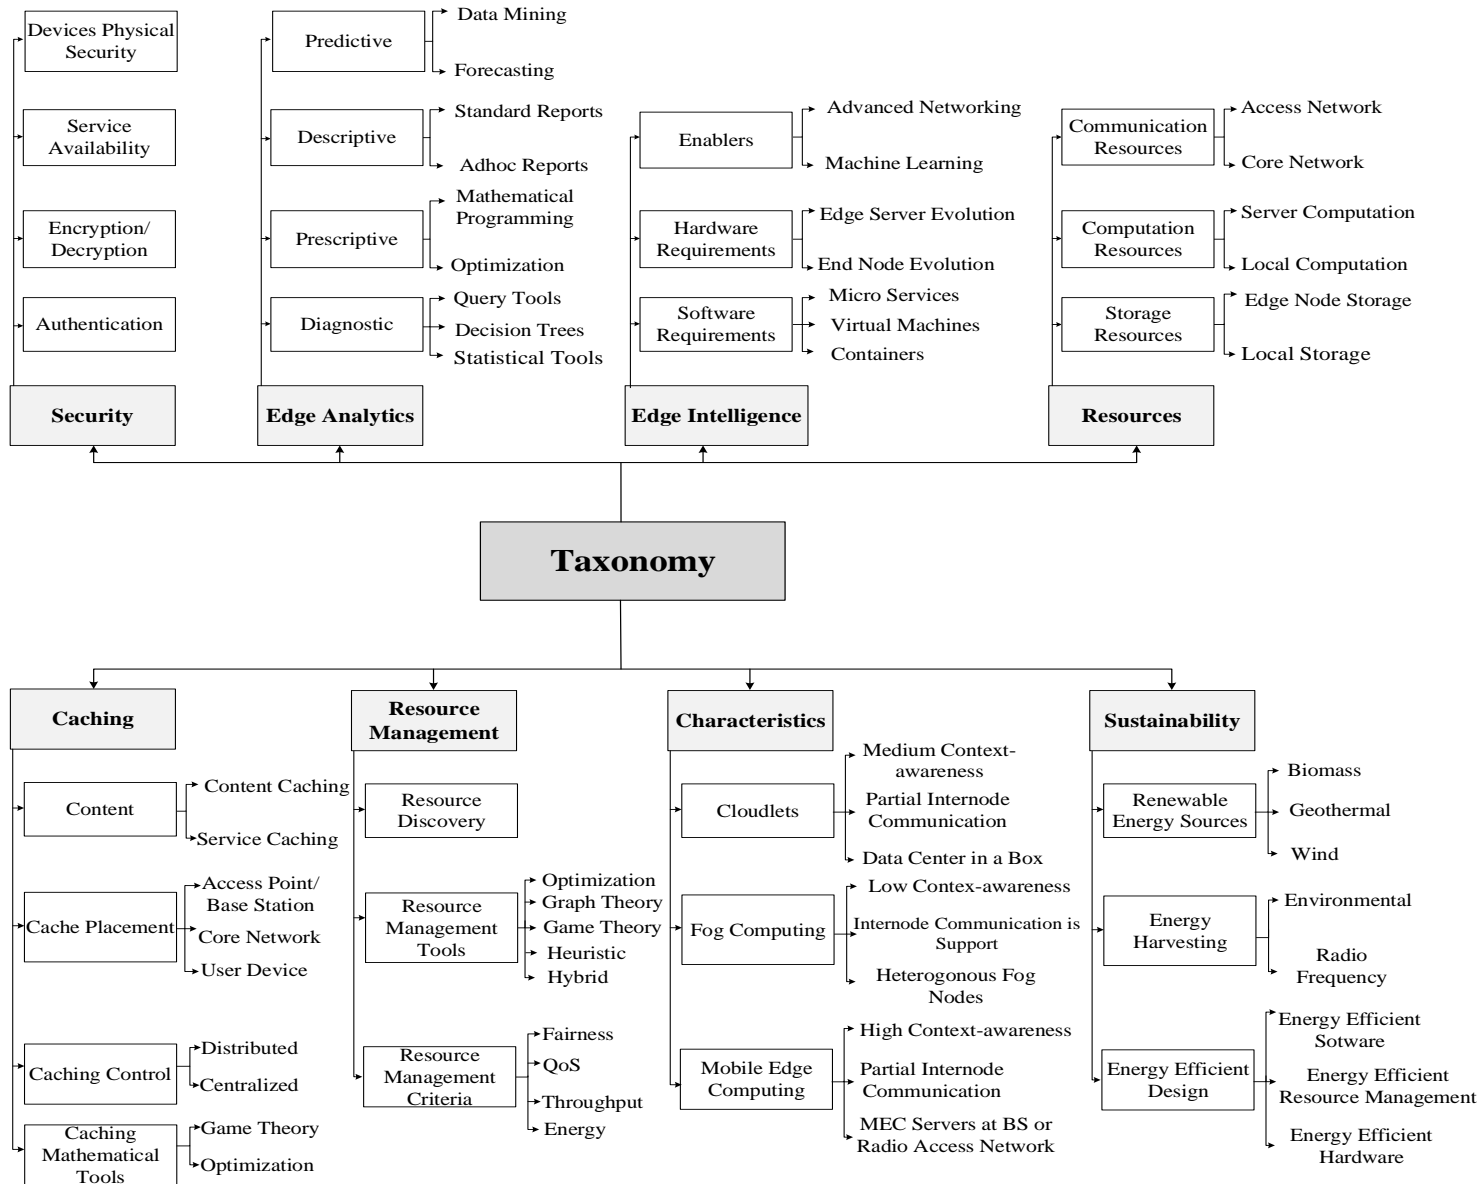 Devices Physical
Security
Service
Availability
Encryption/
Decryption
Authentication
Security
Predictive
Data Mining
Forecasting
Descriptive
Standard Reports
Adhoc Reports
Prescriptive
Mathematical
Programming
Optimization
Diagnostic
Query Tools
Decision Trees
Statistical Tools
Edge Analytics
Enablers
Advanced Networking
Machine Learning
Hardware
Requirements
Edge Server Evolution
End Node Evolution
Software
Requirements
Micro Services
Virtual Machines
Containers
Edge Intelligence
Communication
Resources
Access Network
Core Network
Computation
Resources
Server Computation
Local Computation
Storage
Resources
Edge Node Storage
Local Storage
Resources
Taxonomy
Caching
Content
Content Caching
Service Caching
Cache Placement
Access Point/
Base Station
Core Network
User Device
Caching Control
Distributed
Centralized
Caching
Mathematical
Tools
Game Theory
Optimization
Resource
Management
Resource
Discovery
Resource
Management
Tools
Optimization
Graph Theory
Game Theory
Heuristic
Hybrid
Resource
Management
Criteria
Fairness
QoS
Throughput
Energy
Characteristics
Cloudlets
Medium Context-
awareness
Partial Internode
Communication
Data Center in a Box
Fog Computing
Low Contex-awareness
Internode Communication is
Support
Heterogonous Fog
Nodes
Mobile Edge
Computing
High Context-awareness
Partial Internode
Communication
MEC Servers at BS or
Radio Access Network
Sustainability
Renewable
Energy Sources
Biomass
Geothermal
Wind
Energy
Harvesting
Environmental
Radio
Frequency
Energy Efficient
Design
Energy Efficient
Sotware
Energy Efficient
Resource Management
Energy Efficient
Hardware